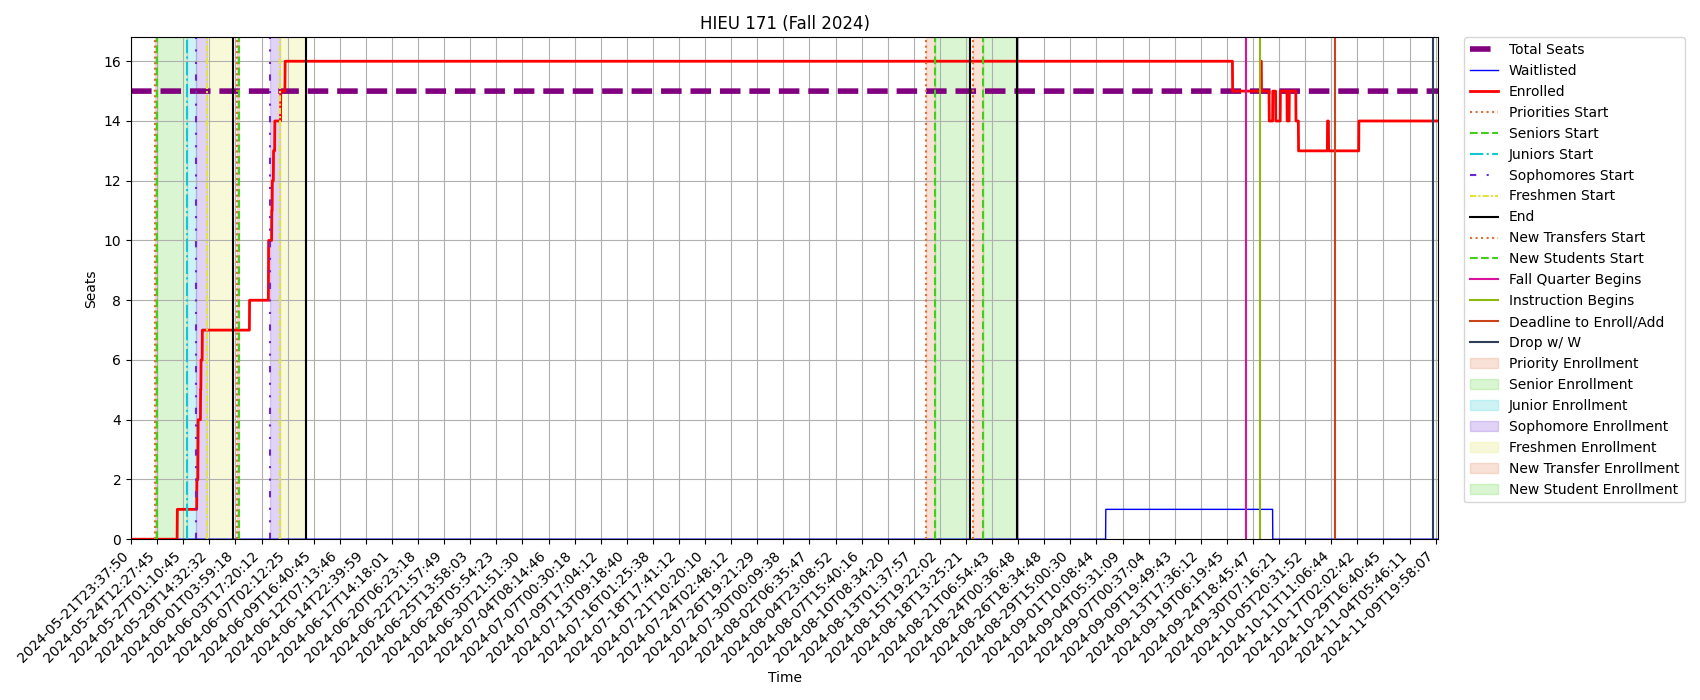 HIEU 171 (Fall 2024)
16
14
12
10
8
6
4
2
0
Seats
2024-05-21T23:37:50
2024-05-24T12:27:45
2024-05-27T01:10:45
2024-05-29T14:32:32
2024-06-01T03:59:18
2024-06-03T17:20:12
2024-06-07T02:12:25
2024-06-09T16:40:45
2024-06-12T07:13:46
2024-06-14T22:39:59
2024-06-17T14:18:01
2024-06-20T06:23:18
2024-06-22T21:57:49
2024-06-25T13:58:03
2024-06-28T05:54:23
2024-06-30T21:51:30
2024-07-04T08:14:46
2024-07-07T00:30:18
2024-07-09T17:04:12
2024-07-13T09:18:40
2024-07-16T01:25:38
2024-07-18T17:41:12
2024-07-21T10:20:10
2024-07-24T02:48:12
2024-07-26T19:21:29
2024-07-30T00:09:38
2024-08-02T06:35:47
2024-08-04T23:08:52
2024-08-07T15:40:16
2024-08-10T08:34:20
2024-08-13T01:37:57
2024-08-15T19:22:02
2024-08-18T13:25:21
2024-08-21T06:54:43
2024-08-24T00:36:48
2024-08-26T18:34:48
2024-08-29T15:00:30
2024-09-01T10:08:44
2024-09-04T05:31:09
2024-09-07T00:37:04
2024-09-09T19:49:43
2024-09-13T17:36:12
2024-09-19T06:19:45
2024-09-24T18:45:47
2024-09-30T07:16:21
2024-10-05T20:31:52
2024-10-11T11:06:44
2024-10-17T02:02:42
2024-10-29T16:40:45
2024-11-04T05:46:11
2024-11-09T19:58:07
Time
Total Seats
Waitlisted
Enrolled
Priorities Start
Seniors Start
Juniors Start
Sophomores Start
Freshmen Start
End
New Transfers Start
New Students Start
Fall Quarter Begins
Instruction Begins
Deadline to Enroll/Add
Drop w/ W
Priority Enrollment
Senior Enrollment
Junior Enrollment
Sophomore Enrollment
Freshmen Enrollment
New Transfer Enrollment
New Student Enrollment